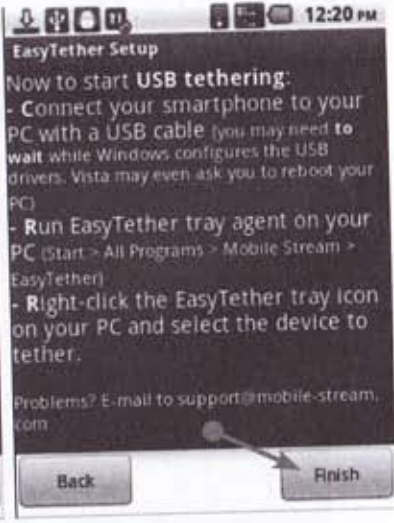 12:20 PM
EasyTether Setup
Now to start USB tethering:
- Connect your smartphone to your
PC with a USB cable (you may need to
wait while Windows configures the USB
drivers. Vista may even ask you to reboot your
PC)
- Run EasyTether tray agent on your
PC (Start > All Programs > Mobile Stream >
EasyTether)
- Right-click the EasyTether tray icon
on your PC and select the device to
tether.
Problems? E-mail to support@mobile-stream.
com
Back
Finish